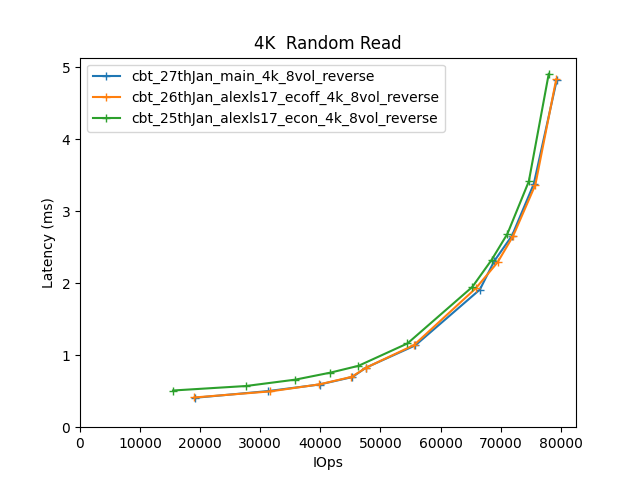 4K  Random Read
cbt_27thJan_main_4k_8vol_reverse
cbt_26thJan_alexls17_ecoff_4k_8vol_reverse
cbt_25thJan_alexls17_econ_4k_8vol_reverse
5
4
3
2
1
0
Latency (ms)
0 10000 20000 30000 40000 50000 60000 70000 80000
IOps